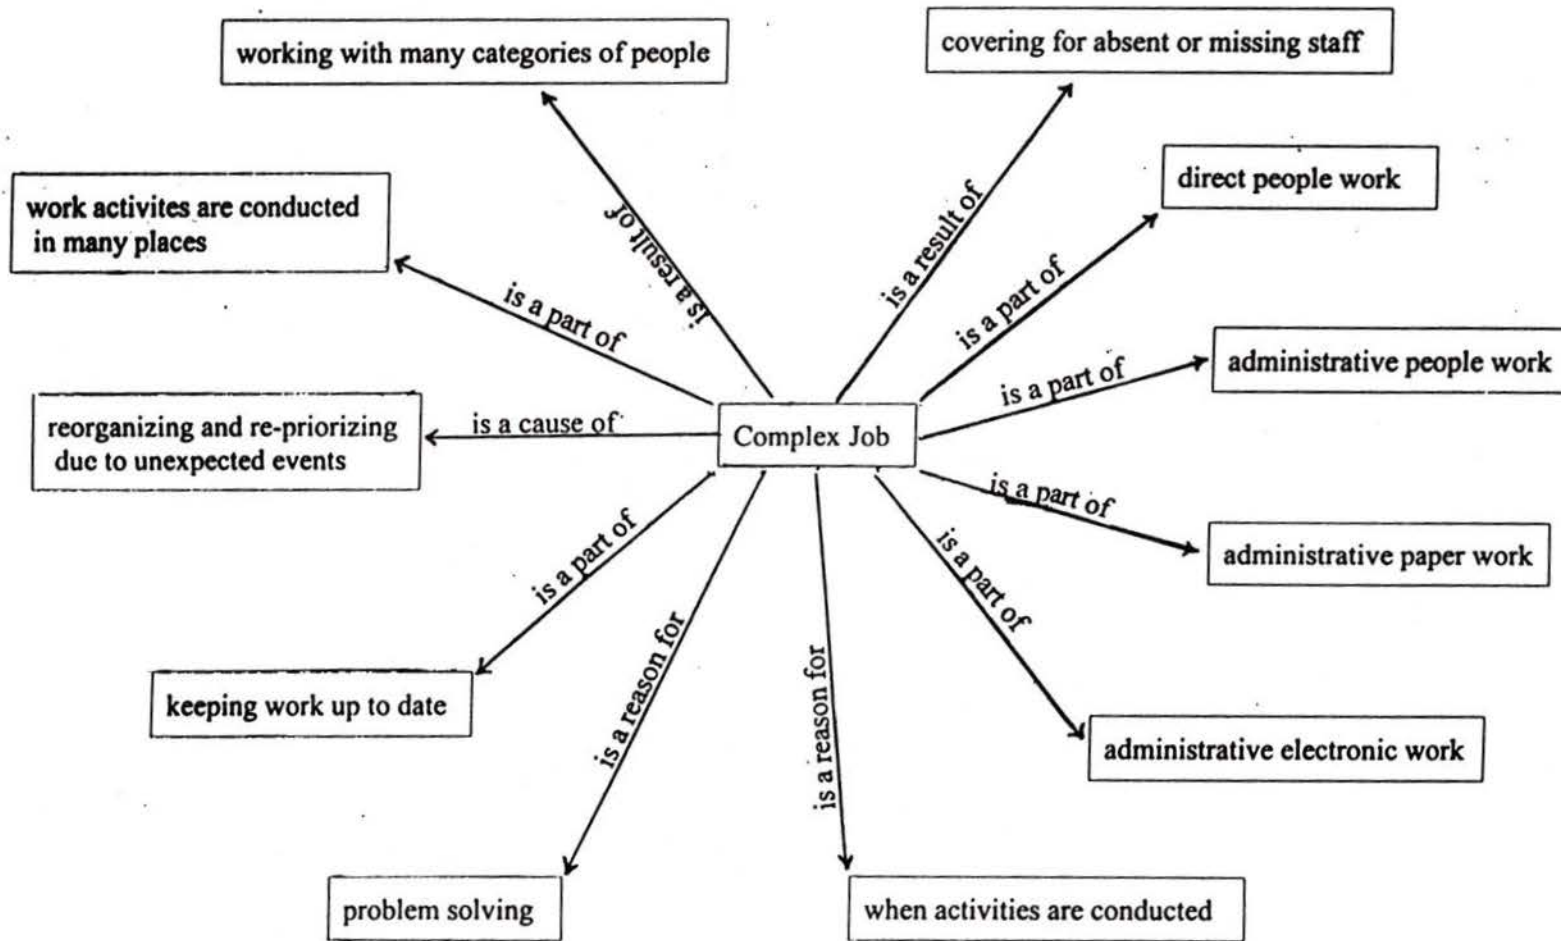 working with many categories of people
covering for absent or missing staff
direct people work
work activites are conducted
in many places
is a result of
is a result of
is a part of
is a part of
administrative people work
is a part of
reorganizing and re-priorizing
due to unexpected events
is a cause of
Complex Job
is a part of
administrative paper work
is a part of
is a part of
keeping work up to date
is a reason for
is a reason for
administrative electronic work
problem solving
when activities are conducted